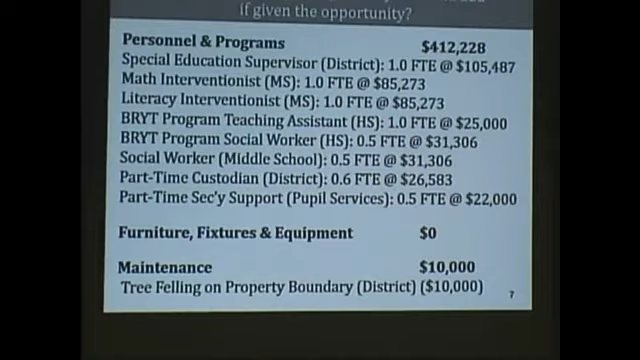 if given the opportunity?
Personnel & Programs $412,228
Special Education Supervisor (District): 1.0 FTE @ $105,487
Math Interventionist (MS): 1.0 FTE @ $85,273
Literacy Interventionist (MS): 1.0 FTE @ $85,273
BRYT Program Teaching Assistant (HS): 1.0 FTE @ $25,000
BRYT Program Social Worker (HS): 0.5 FTE @ $31,306
Social Worker (Middle School): 0.5 FTE @ $31,306
Part-Time Custodian (District): 0.6 FTE @ $26,583
Part-Time Sec'y Support (Pupil Services): 0.5 FTE @ $22,000
Furniture, Fixtures & Equipment $0
Maintenance $10,000
Tree Felling on Property Boundary (District) ($10,000)
7